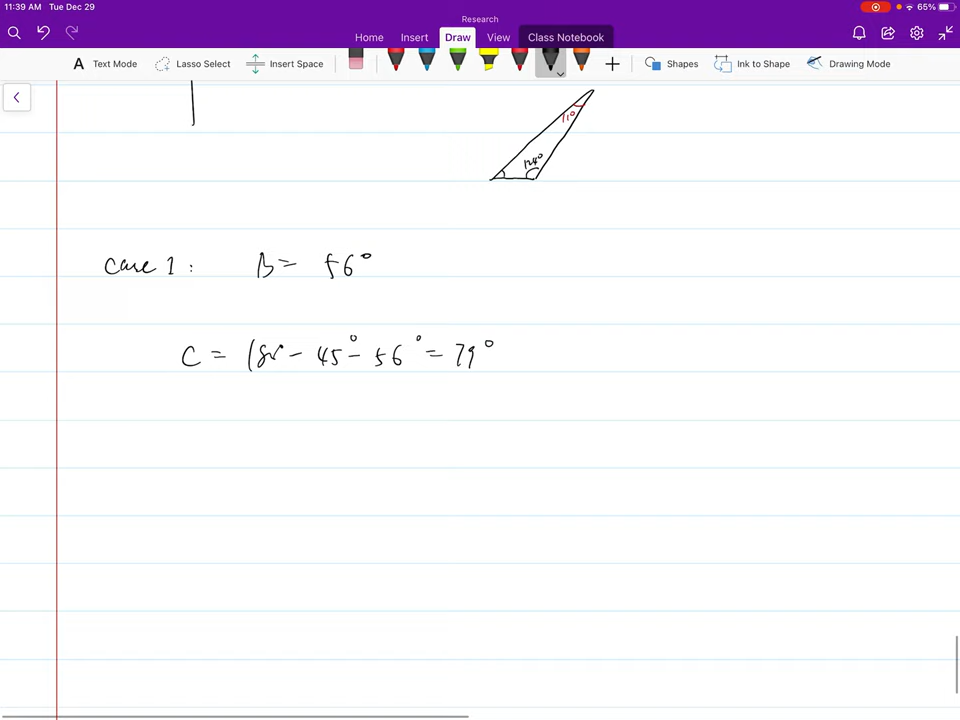 11:39 AM Tue Dec 29
65%
Research
Home Insert Draw View Class Notebook
A Text Mode Lasso Select Insert Space Shapes Ink to Shape Drawing Mode
11°
124°
Case 1: B = 56°
C = 180° - 45° - 56° = 79°